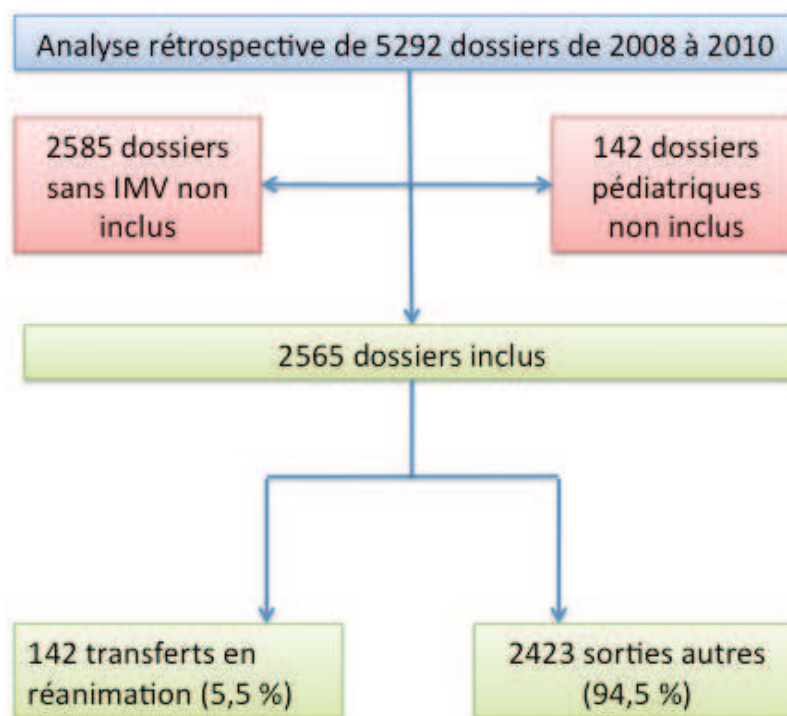 Analyse rétrospective de 5292 dossiers de 2008 à 2010
2585 dossiers
sans IMV non
inclus
142 dossiers
pédiatriques
non inclus
2565 dossiers inclus
142 transferts en
réanimation (5,5 %)
2423 sorties autres
(94,5 %)